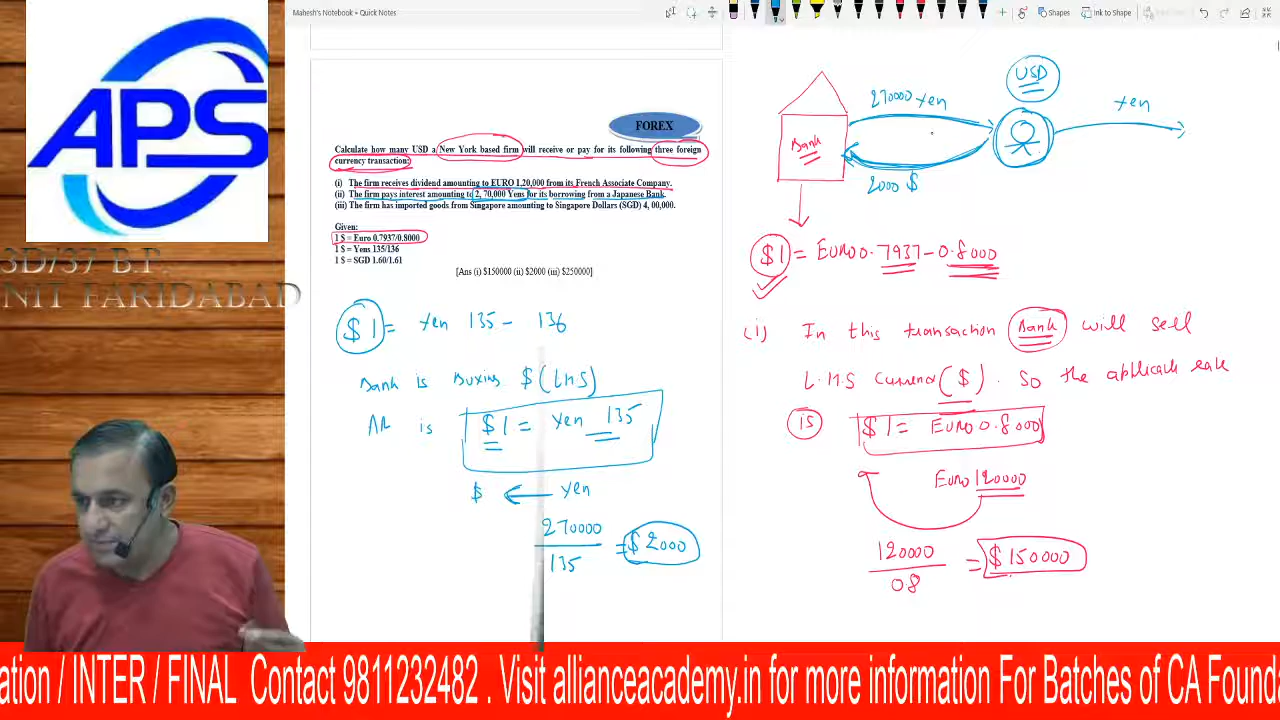 Mahesh's Notebook • Quick Notes
Shapes
Ink to Shape
APS
3D/37 B.P.
NIT FARIDABAD
FOREX
Calculate how many USD a New York based firm will receive or pay for its following three foreign
currency transaction:
(i) The firm receives dividend amounting to EURO 1,20,000 from its French Associate Company.
(ii) The firm pays interest amounting to 2, 70,000 Yens for its borrowing from a Japanese Bank.
(iii) The firm has imported goods from Singapore amounting to Singapore Dollars (SGD) 4, 00,000.
Given:
1 $ = Euro 0.7937/0.8000
1 $ = Yens 135/136
1 $ = SGD 1.60/1.61
[Ans (i) $150000 (ii) $2000 (iii) $250000]
$1 = Yen 135 - 136
Bank is Buying $ (LHS)
AR is $1 = Yen 135
$ ← Yen
270000
135
= $ 2000
USD
270000 Yen
Yen
Bank
2000 $
$1 = EURO 0.7937 - 0.8000
(i) In this transaction Bank will sell
L.H.S currency ($). So the applicable rate
is $1 = EURO 0.8000
Euro 120000
120000
0.8
= $150000
ation / INTER / FINAL Contact 9811232482 . Visit allianceacademy.in for more information For Batches of CA Founda